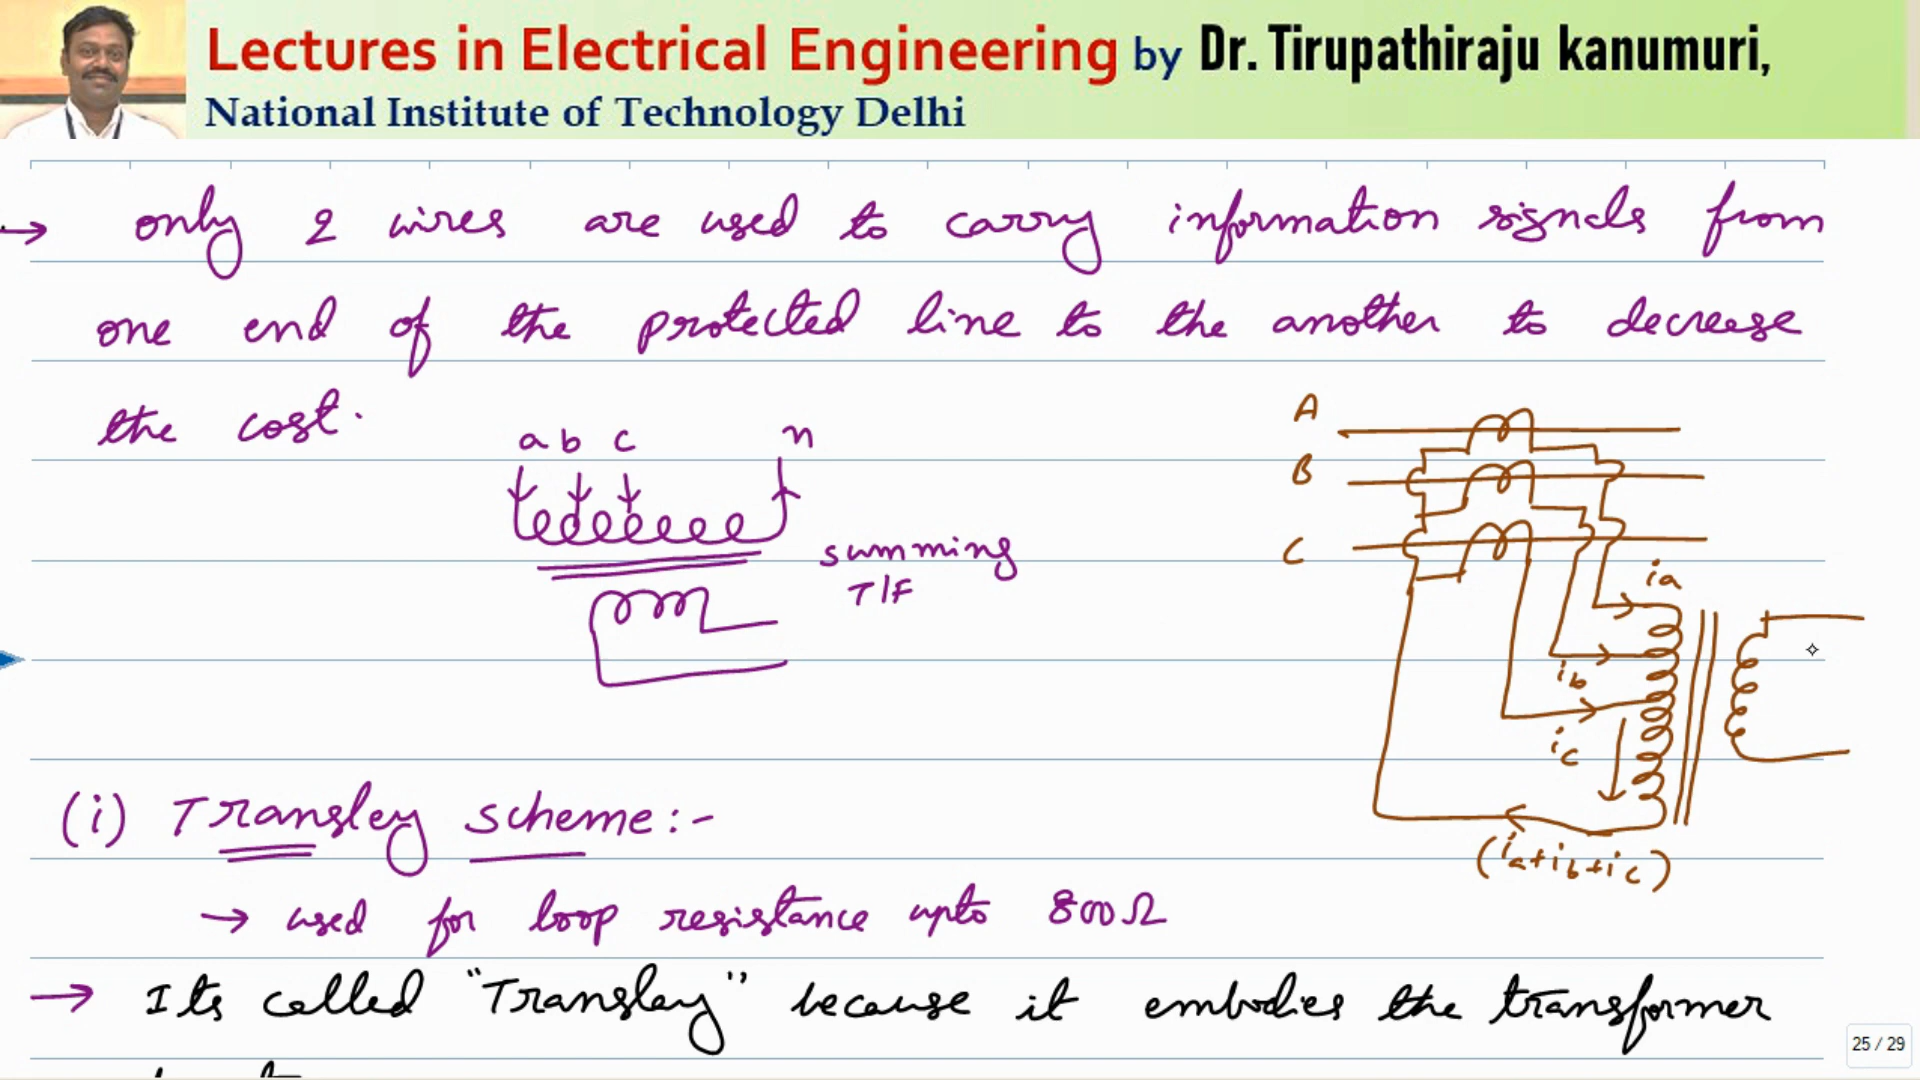 Lectures in Electrical Engineering by Dr. Tirupathiraju kanumuri,
National Institute of Technology Delhi
→ only 2 wires are used to carry information signals from
one end of the protected line to the another to decrease
the cost.
a b c n
summing
T/F
A
B
C
ia
ib
ic
(ia+ib+ic)
(i) Transley scheme:-
→ used for loop resistance upto 800Ω
→ Its called "Translay" because it embodies the transformer
25 / 29